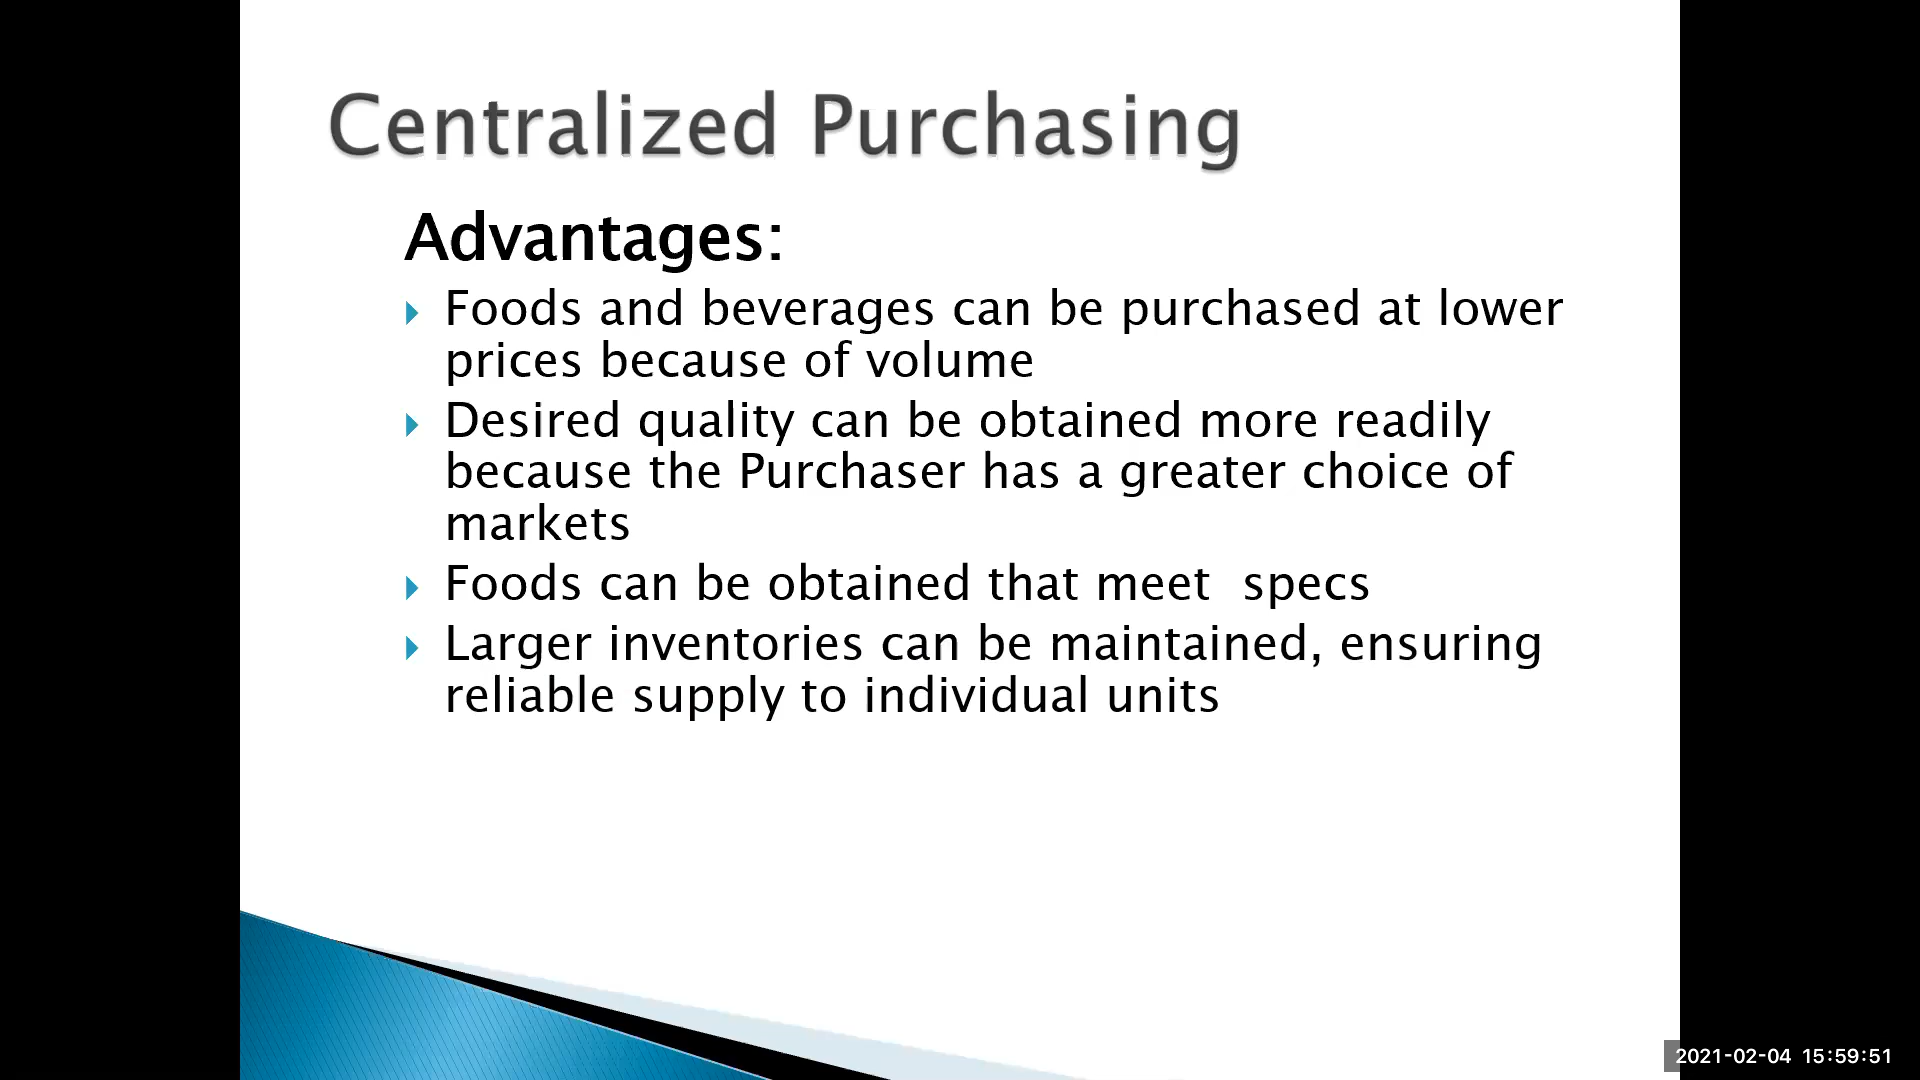 Centralized Purchasing
Advantages:
Foods and beverages can be purchased at lower
prices because of volume
Desired quality can be obtained more readily
because the Purchaser has a greater choice of
markets
Foods can be obtained that meet  specs
Larger inventories can be maintained, ensuring
reliable supply to individual units
2021-02-04 15:59:51